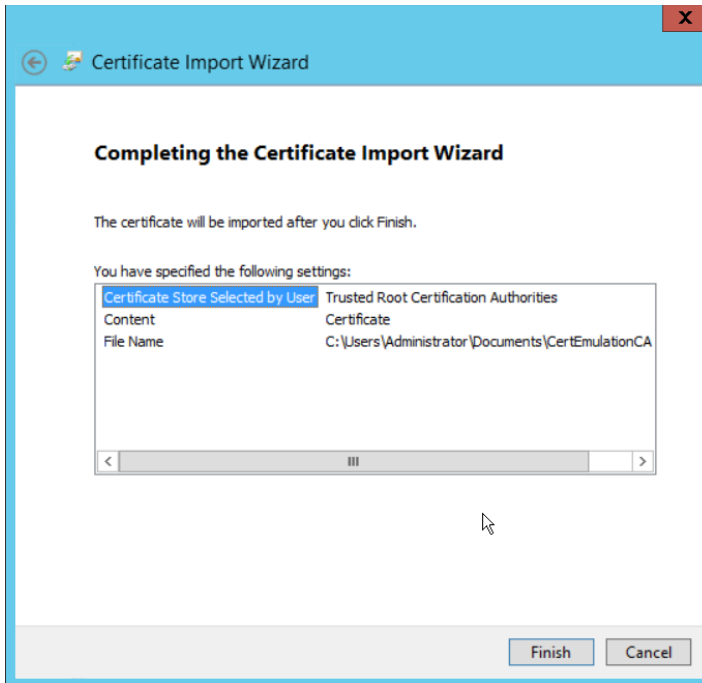 X
Certificate Import Wizard
Completing the Certificate Import Wizard
The certificate will be imported after you click Finish.
You have specified the following settings:
Certificate Store Selected by User Trusted Root Certification Authorities
Content Certificate
File Name C:\Users\Administrator\Documents\CertEmulationCA
Finish Cancel